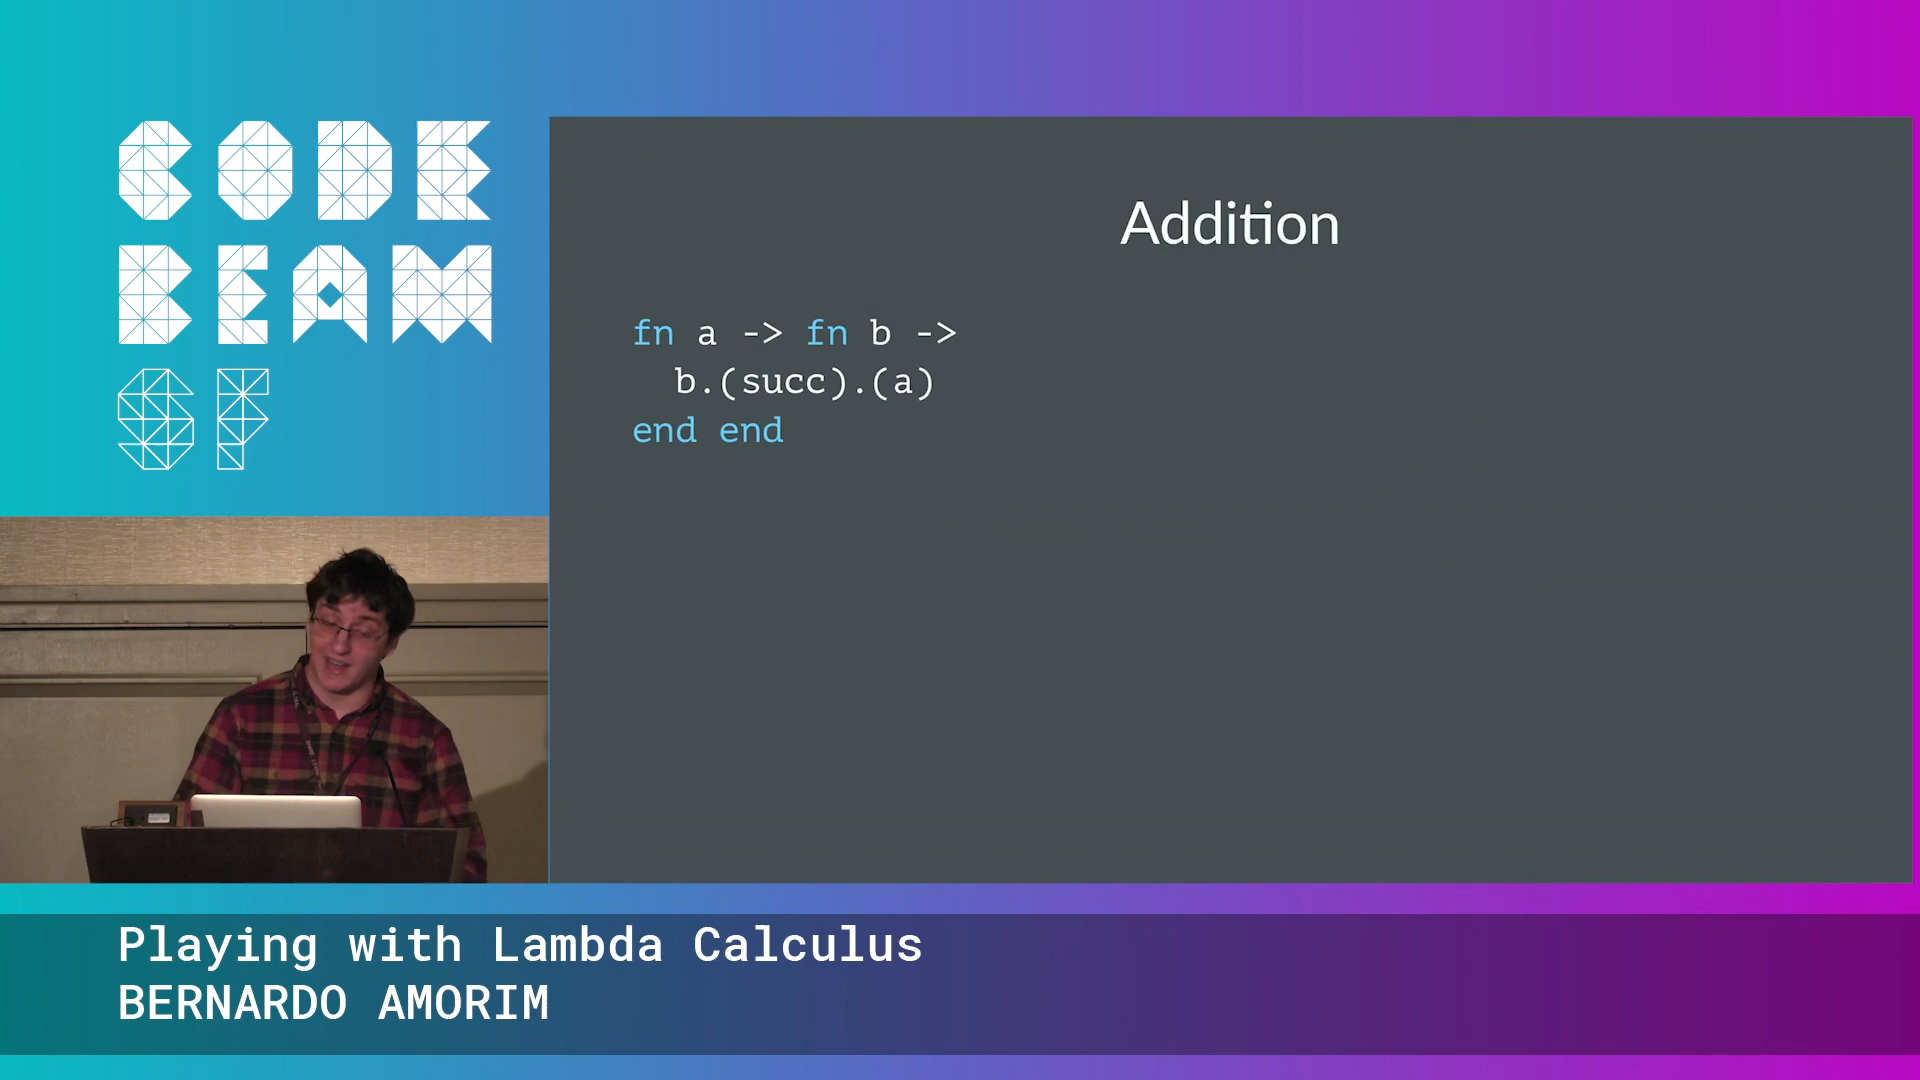 CODE
BEAM
SF
Addition
fn a -> fn b ->
b.(succ).(a)
end end
Playing with Lambda Calculus
BERNARDO AMORIM